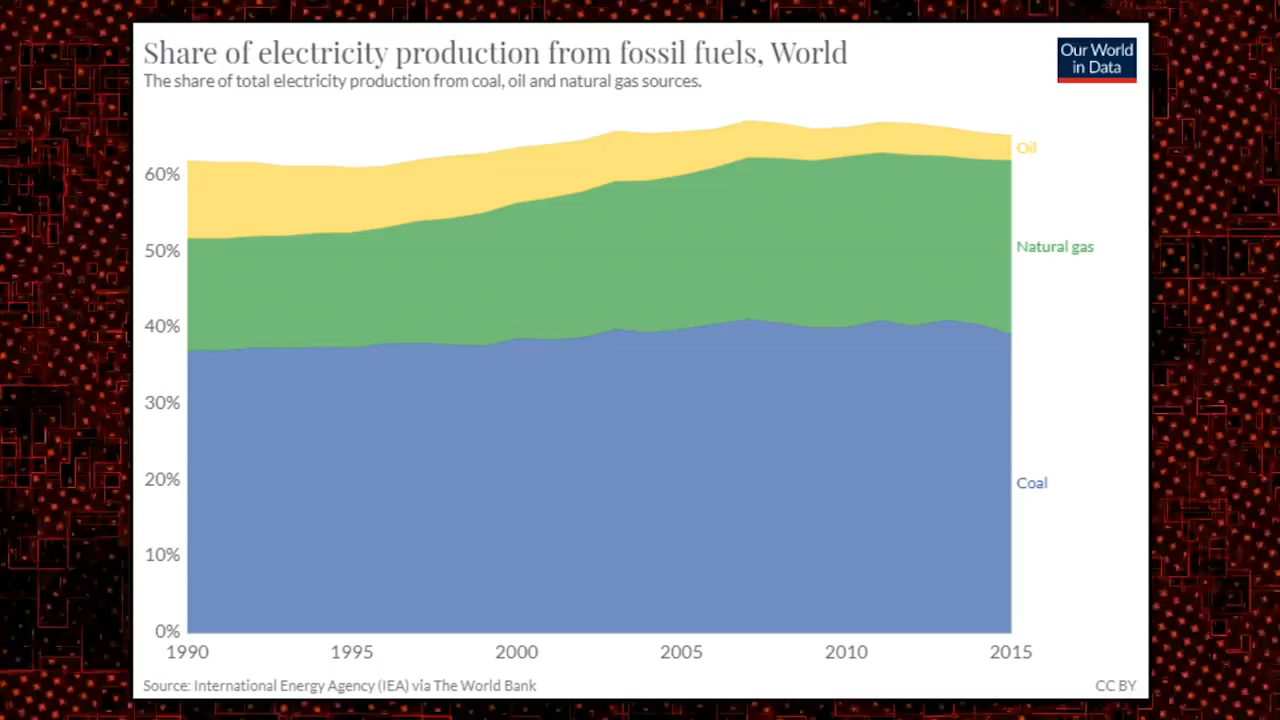 Share of electricity production from fossil fuels, World
The share of total electricity production from coal, oil and natural gas sources.
Our World
in Data
Oil
60%
Natural gas
50%
40%
30%
20%
Coal
10%
0%
1990 1995 2000 2005 2010 2015
Source: International Energy Agency (IEA) via The World Bank
CC BY